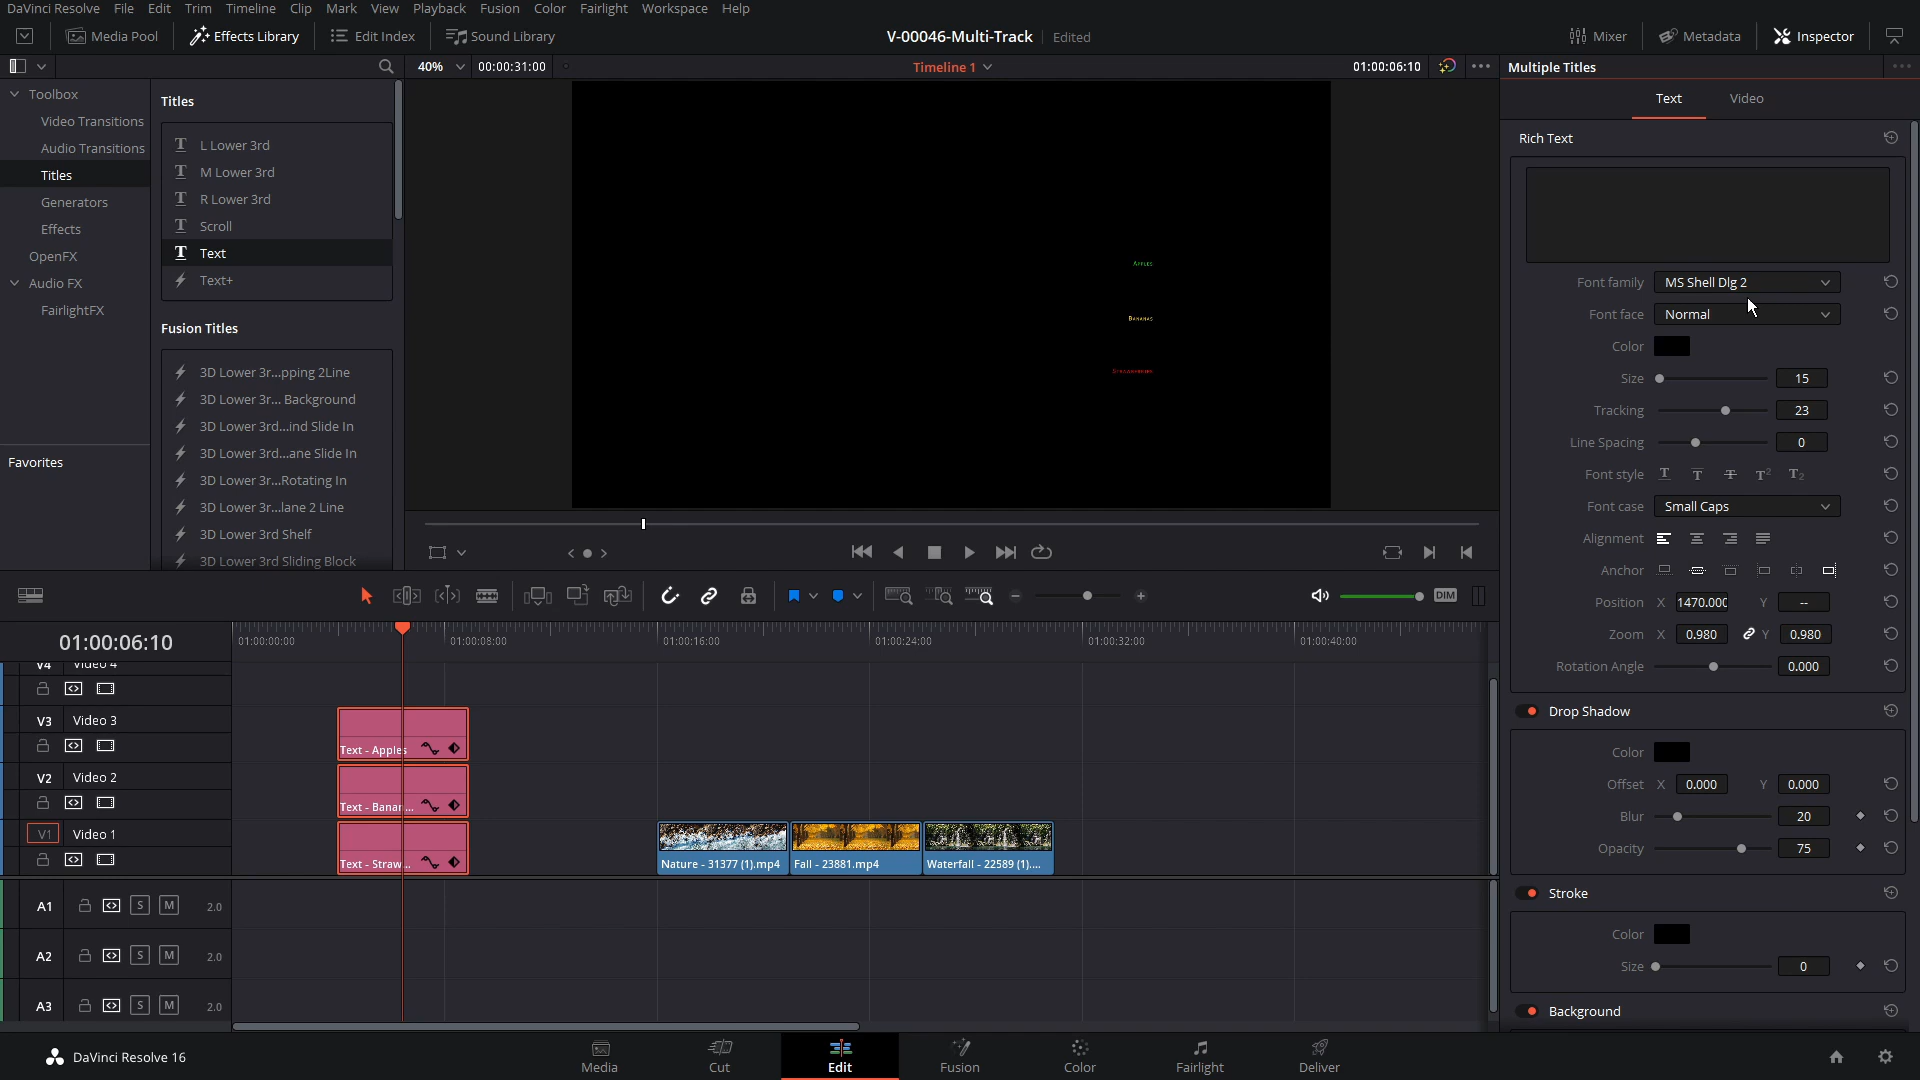 DaVinci Resolve File Edit Trim Timeline Clip Mark View Playback Fusion Color Fairlight Workspace Help
Media Pool Effects Library Edit Index Sound Library V-00046-Multi-Track Edited Mixer Metadata Inspector
40% 00:00:31:00 Timeline 1 01:00:06:10 Multiple Titles
Toolbox
Video Transitions
Audio Transitions
Titles
Generators
Effects
OpenFX
Audio FX
FairlightFX
Favorites
Titles
L Lower 3rd
M Lower 3rd
R Lower 3rd
Scroll
Text
Text+
Fusion Titles
3D Lower 3r...pping 2Line
3D Lower 3r... Background
3D Lower 3rd...ind Slide In
3D Lower 3rd...ane Slide In
3D Lower 3r...Rotating In
3D Lower 3r...lane 2 Line
3D Lower 3rd Shelf
3D Lower 3rd Sliding Block
Apples
Bananas
Strawberries
Text Video
Rich Text
Font family MS Shell Dlg 2
Font face Normal
Color
Size 15
Tracking 23
Line Spacing 0
Font style T T T T2 T2
Font case Small Caps
Alignment
Anchor
Position X 1470.000 Y --
Zoom X 0.980 Y 0.980
Rotation Angle 0.000
Drop Shadow
Color
Offset X 0.000 Y 0.000
Blur 20
Opacity 75
Stroke
Color
Size 0
Background
DIM
01:00:06:10
01:00:00:00 01:00:08:00 01:00:16:00 01:00:24:00 01:00:32:00 01:00:40:00
V4 Video 4
V3 Video 3
Text - Apples
V2 Video 2
Text - Banan...
V1 Video 1
Text - Straw... Nature - 31377 (1).mp4 Fall - 23881.mp4 Waterfall - 22589 (1)....
A1 S M 2.0
A2 S M 2.0
A3 S M 2.0
DaVinci Resolve 16 Media Cut Edit Fusion Color Fairlight Deliver